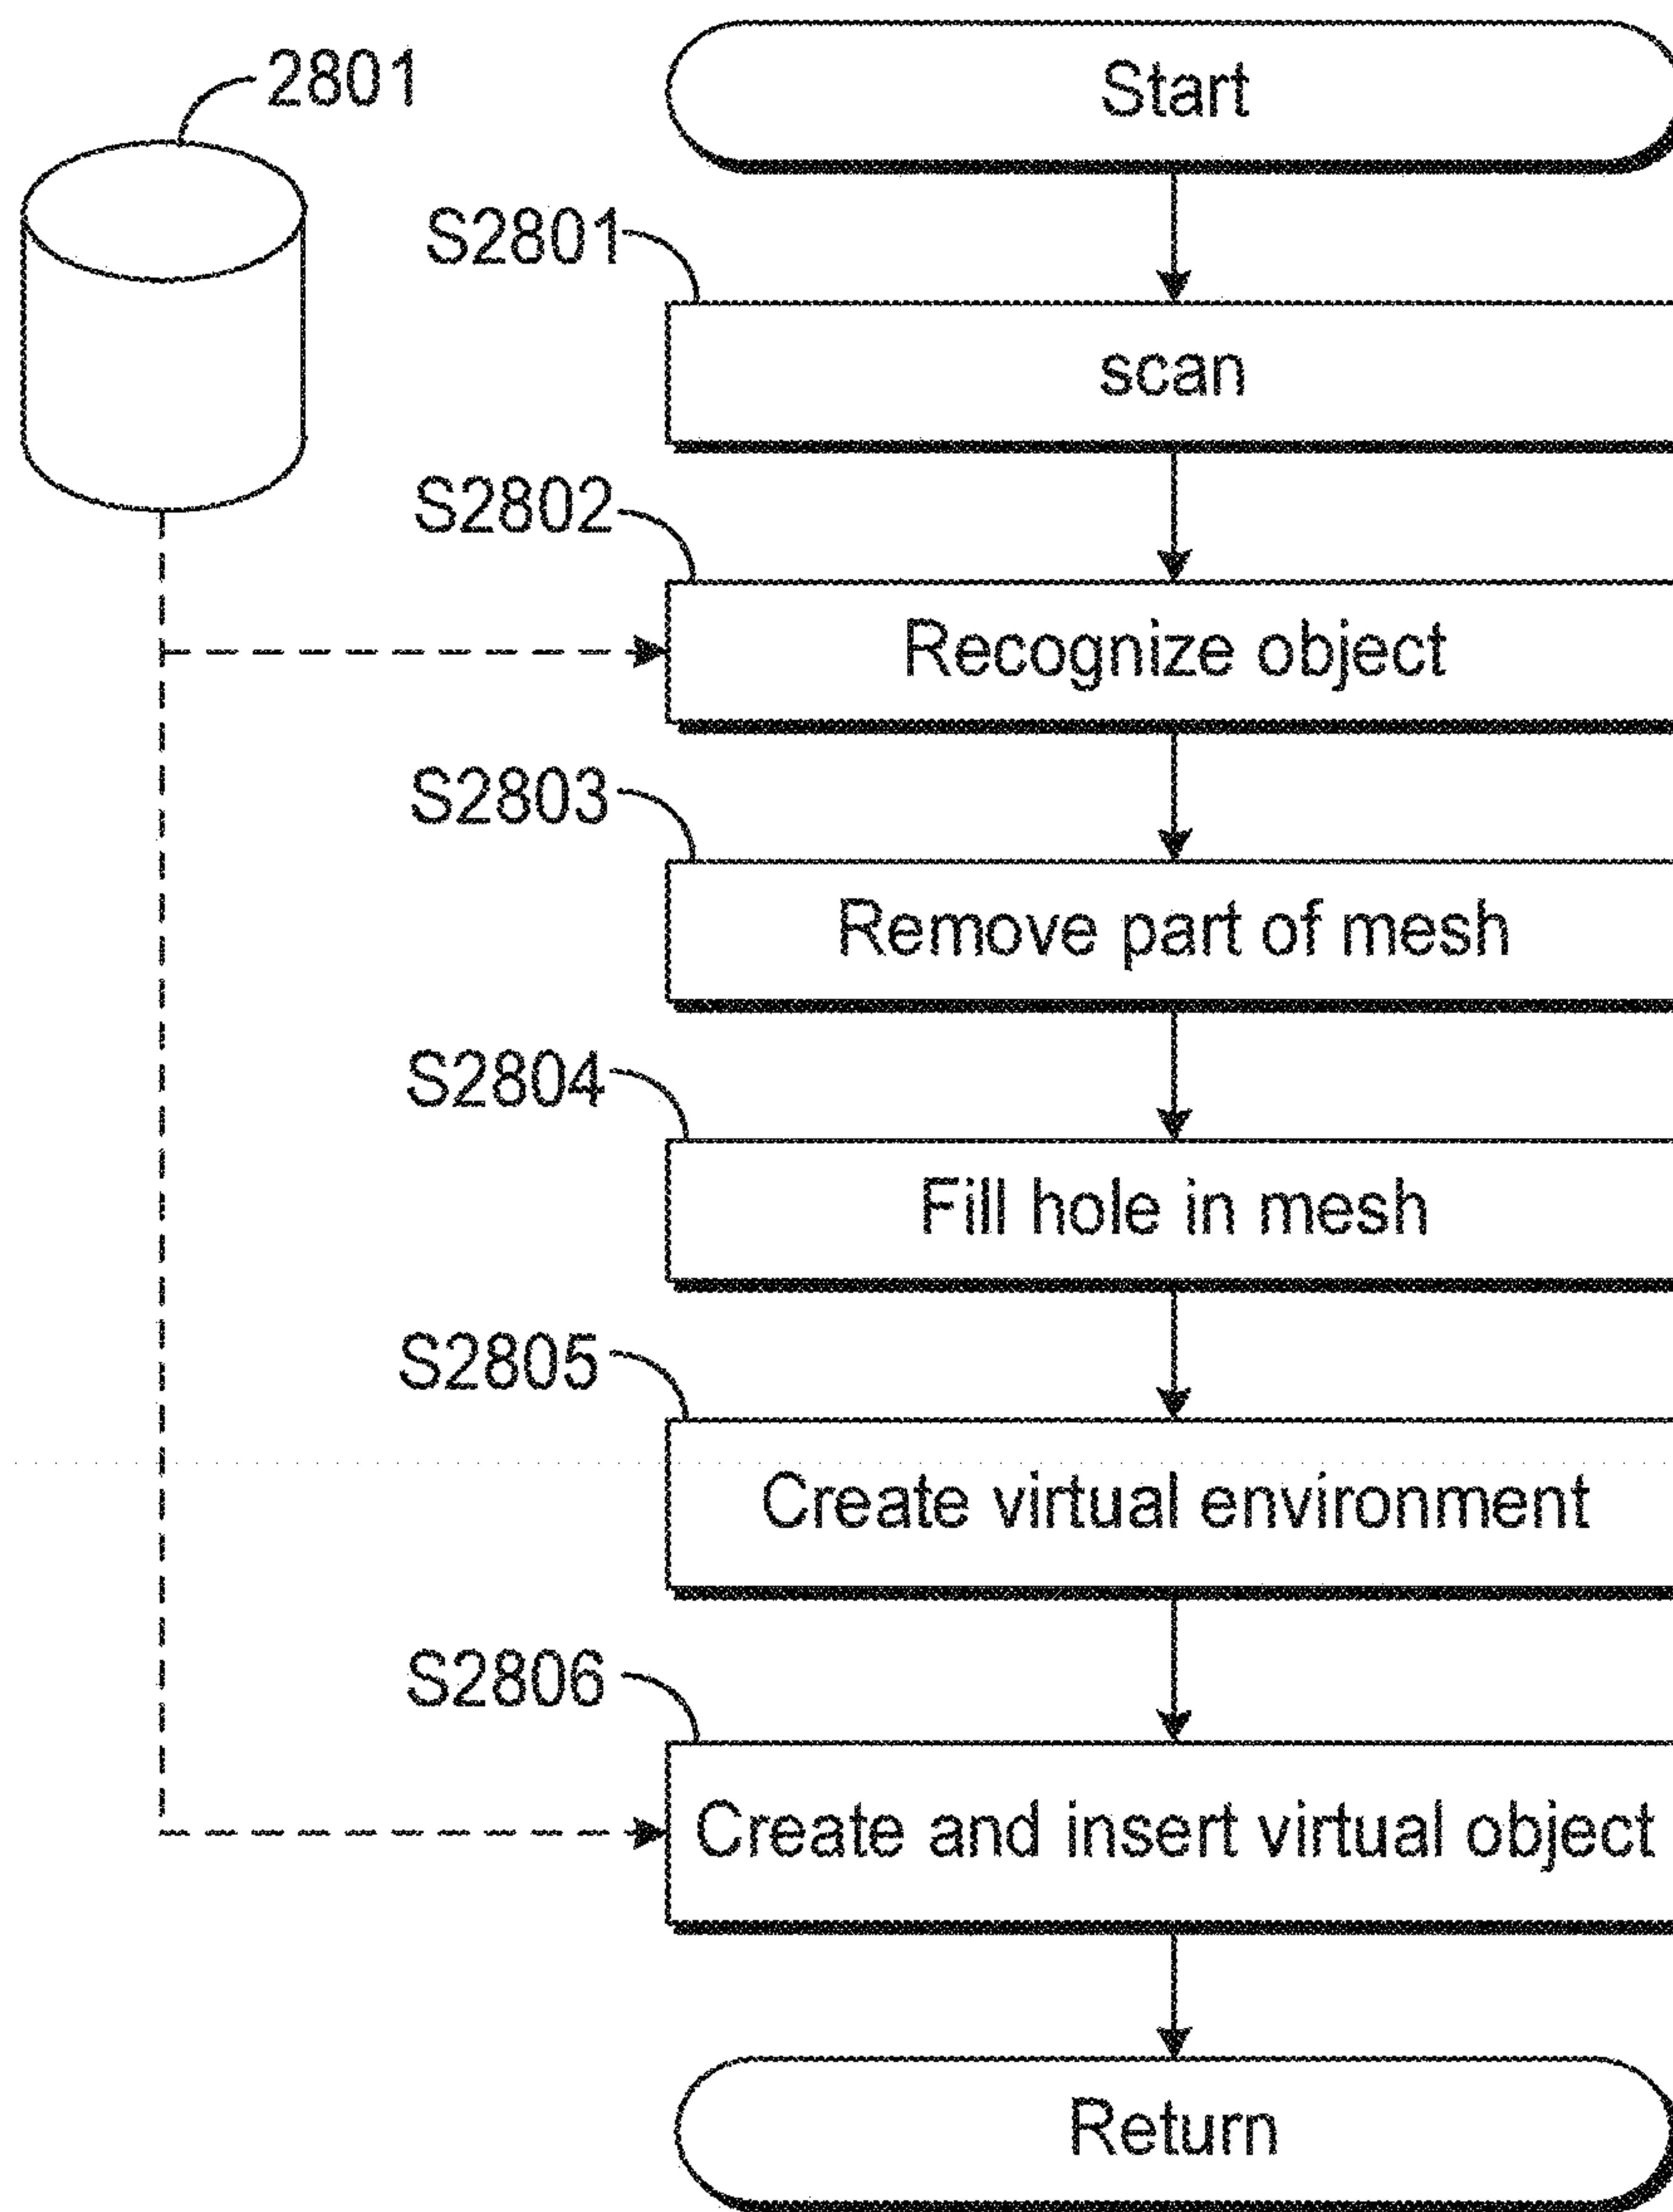 2801
Start
S2801
scan
S2802
Recognize object
S2803
Remove part of mesh
S2804
Fill hole in mesh
S2805
Create virtual environment
S2806
Create and insert virtual object
Return